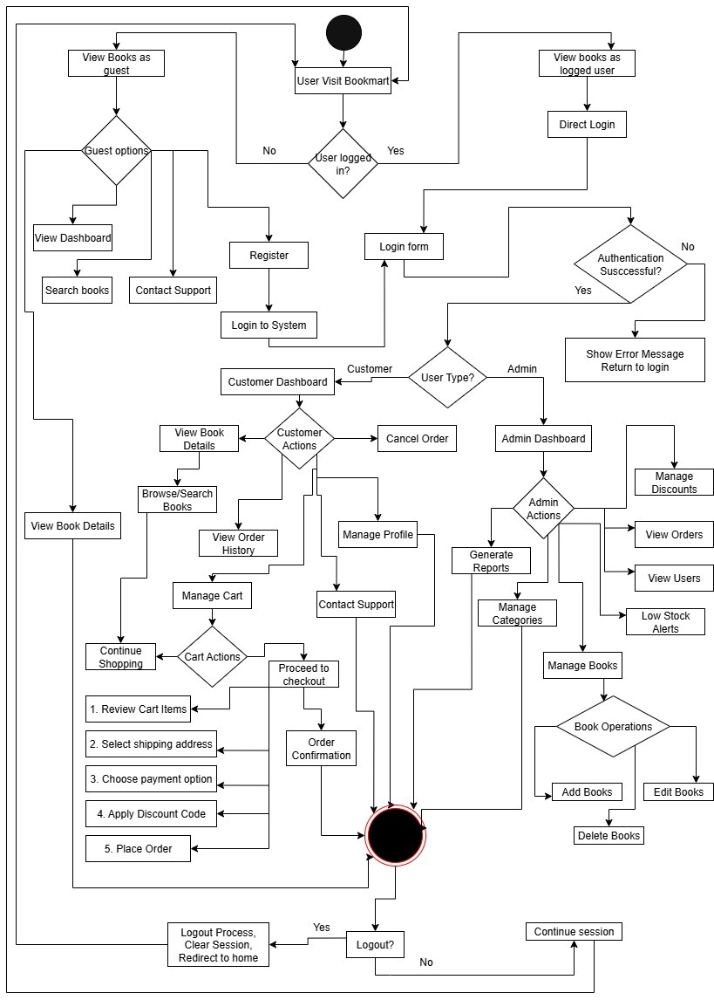 View Books as
guest
User Visit Bookmart
View books as
logged user
Direct Login
Guest options
No
User logged
in?
Yes
View Dashboard
Register
Login form
Authentication
Susccessful?
No
Search books
Contact Support
Yes
Login to System
Show Error Message
Return to login
Customer Dashboard
Customer
User Type?
Admin
View Book
Details
Customer
Actions
Cancel Order
Admin Dashboard
Manage
Discounts
Browse/Search
Books
Admin
Actions
View Book Details
View Order
History
Manage Profile
View Orders
Generate
Reports
View Users
Manage Cart
Contact Support
Manage
Categories
Low Stock
Alerts
Continue
Shopping
Cart Actions
Proceed to
checkout
Manage Books
1. Review Cart Items
Order
Confirmation
Book Operations
2. Select shipping address
3. Choose payment option
Add Books
Edit Books
4. Apply Discount Code
5. Place Order
Delete Books
Logout Process,
Clear Session,
Redirect to home
Yes
Logout?
No
Continue session